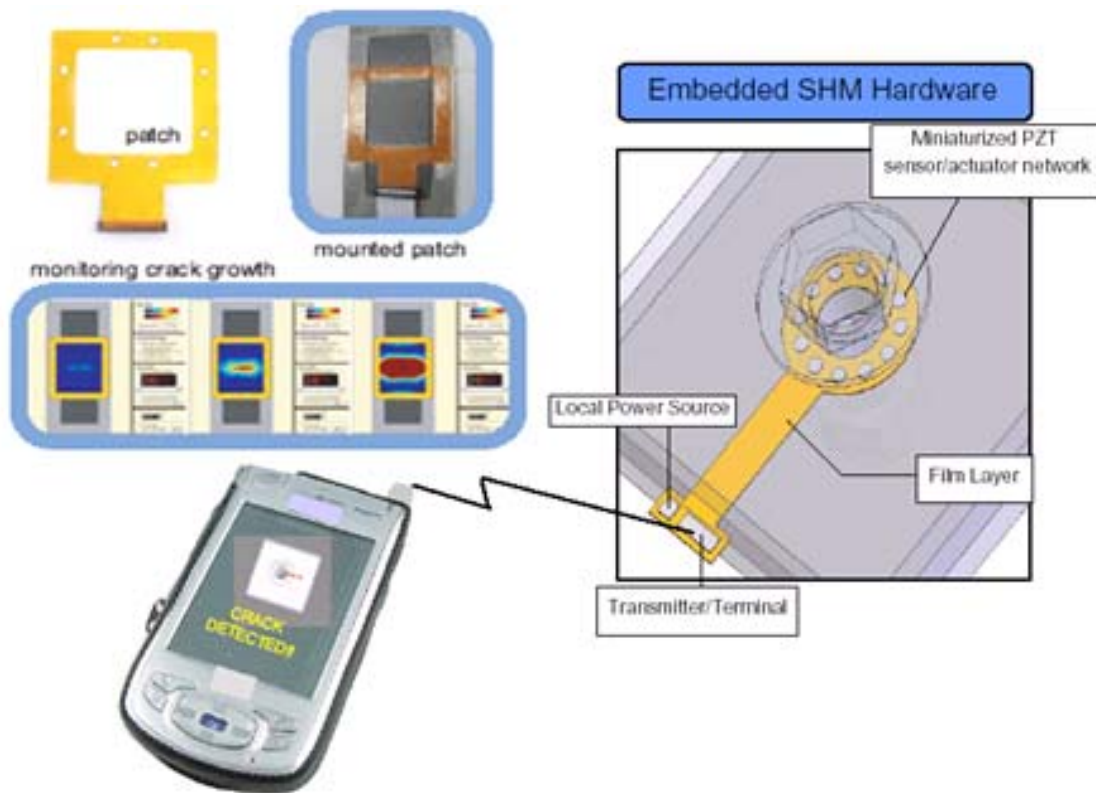 patch
mounted patch
Embedded SHM Hardware
Miniaturized PZT
sensor/actuator network
monitoring crack growth
Local Power Source
Film Layer
Transmitter/Terminal
CRACK
DETECTED!!